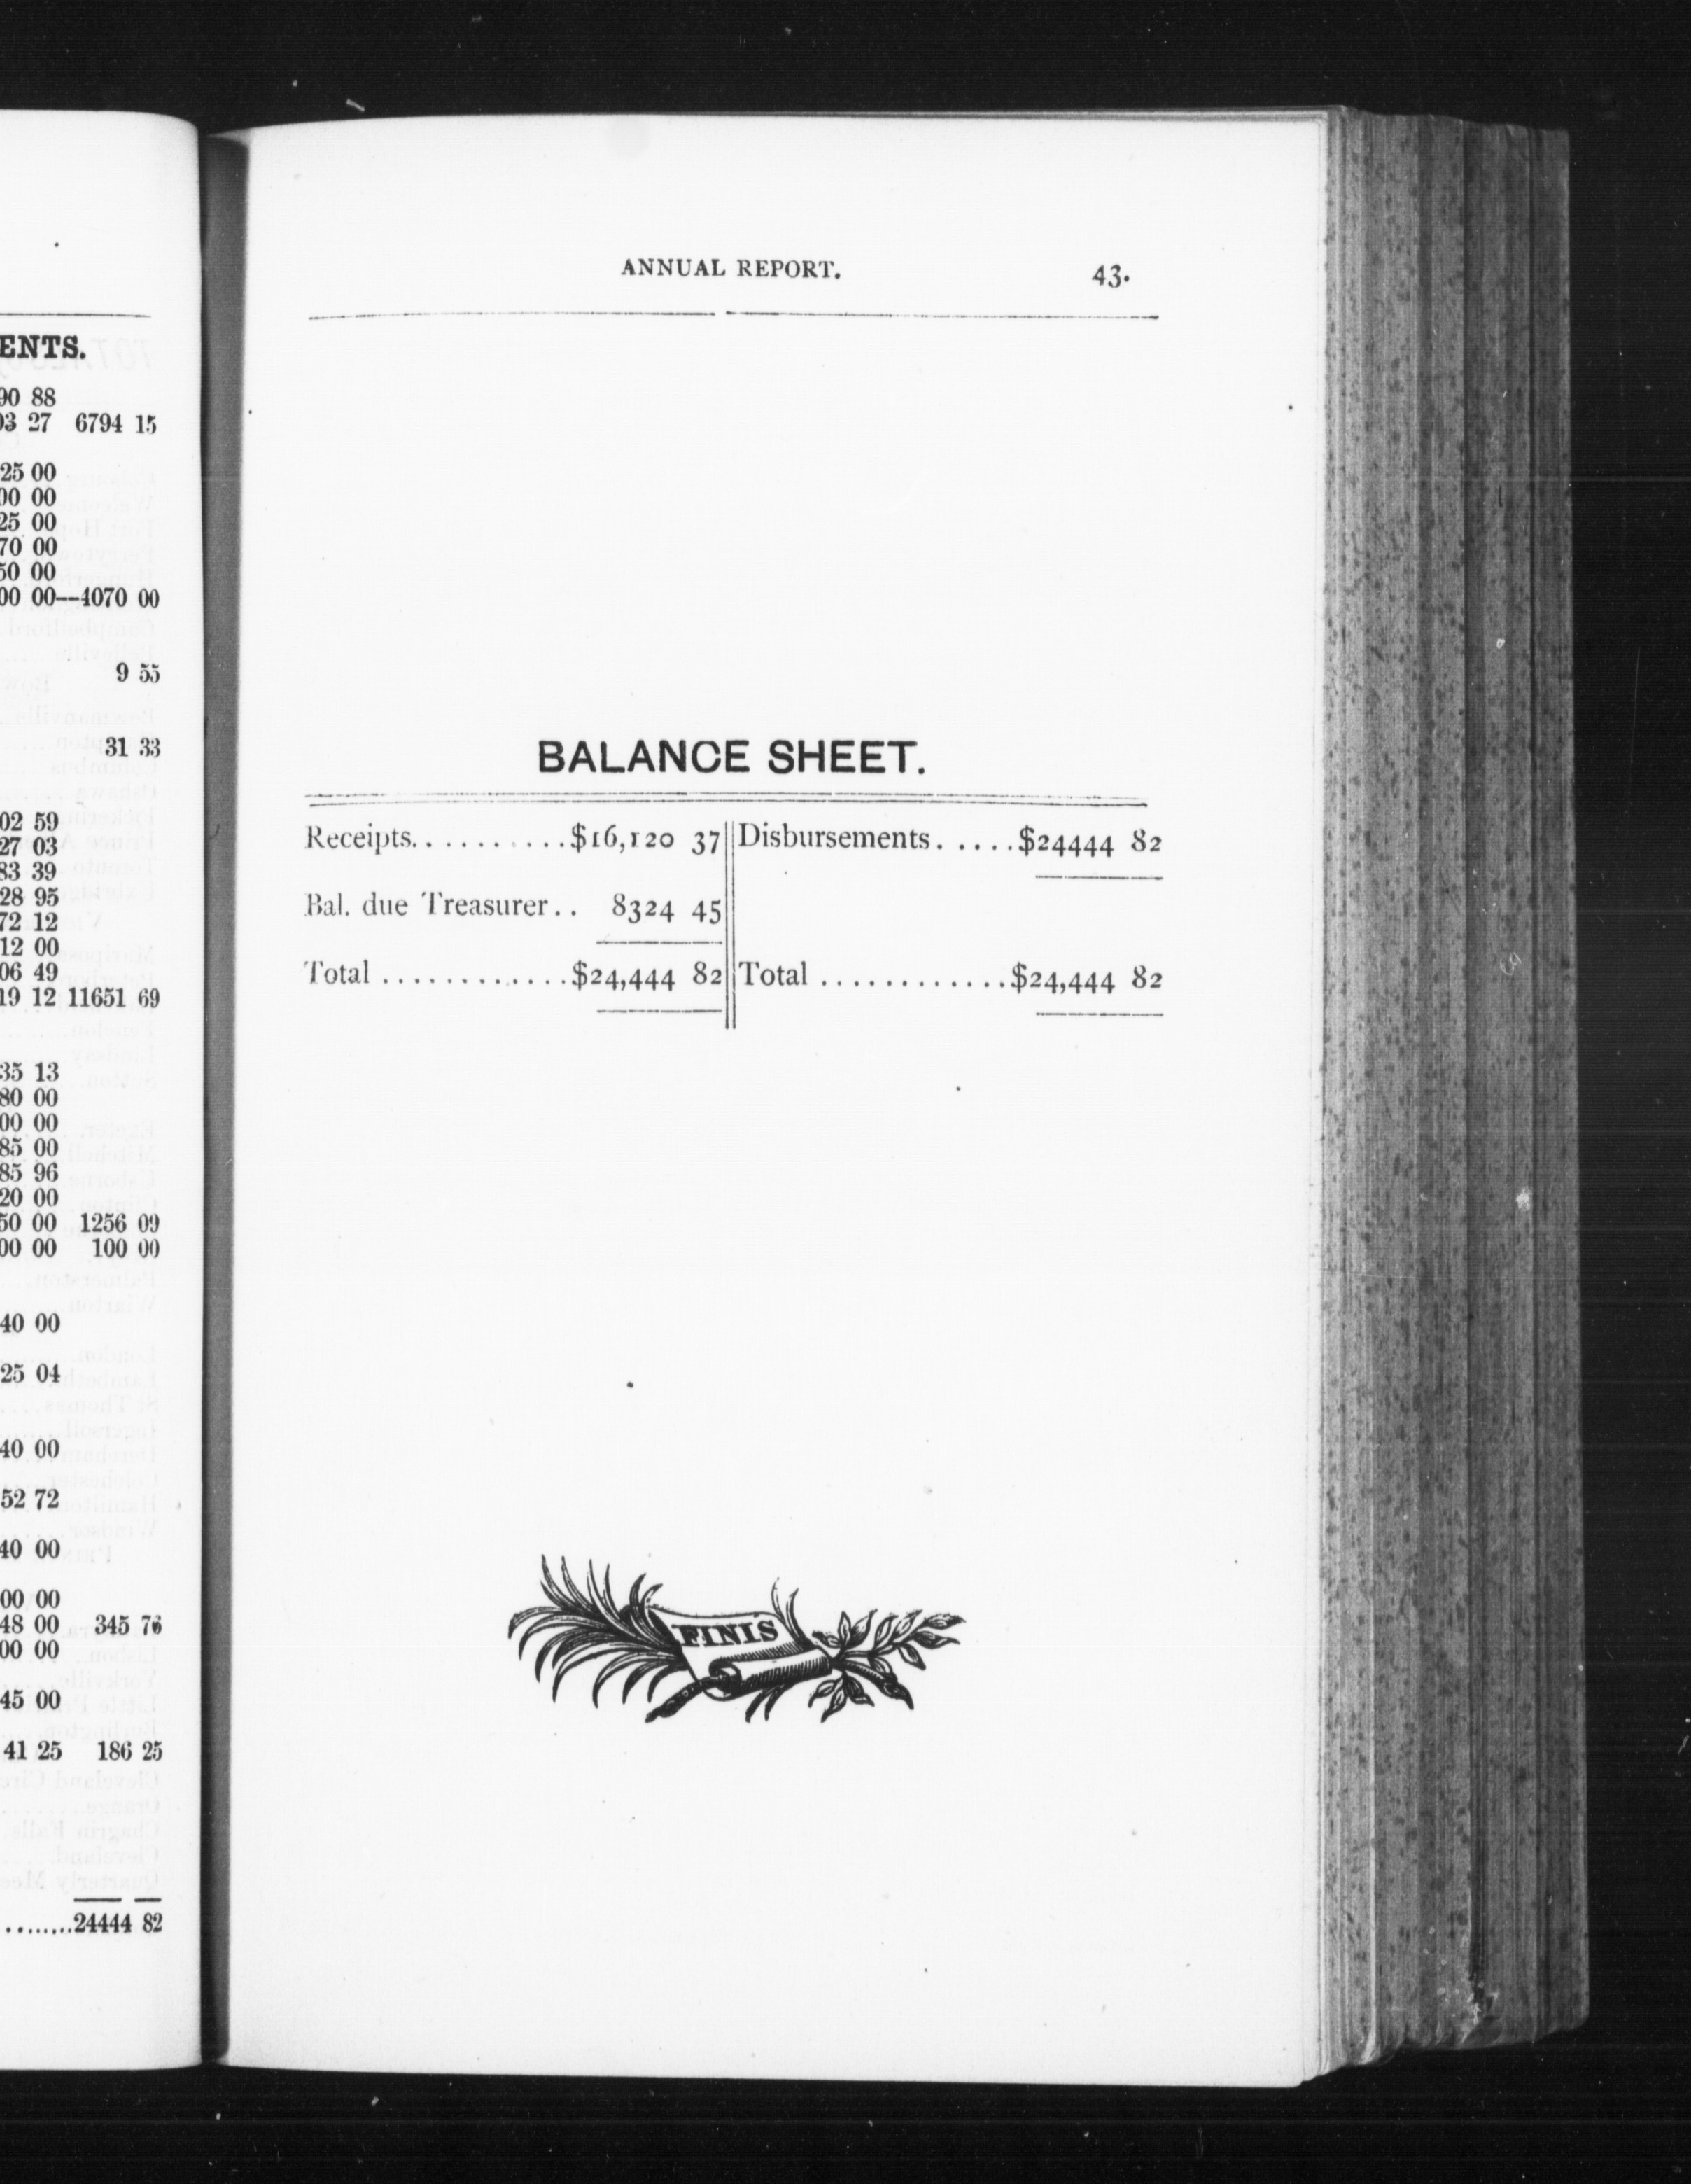 ENTS.
90 88
03 27 6794 15
25 00
00 00
25 00
70 00
50 00
00 00—4070 00
9 55
31 33
02 59
27 03
83 39
28 95
72 12
12 00
06 49
19 12 11651 69
35 13
80 00
00 00
85 00
85 96
20 00
50 00 1256 09
00 00 100 00
40 00
25 04
40 00
52 72
40 00
00 00
48 00 345 76
00 00
45 00
41 25 186 25
........24444 82
ANNUAL REPORT. 43.
BALANCE SHEET.
Receipts..........$16,120 37 Disbursements.....$24444 82
Bal. due Treasurer.. 8324 45
Total ............$24,444 82 Total ............$24,444 82
FINIS